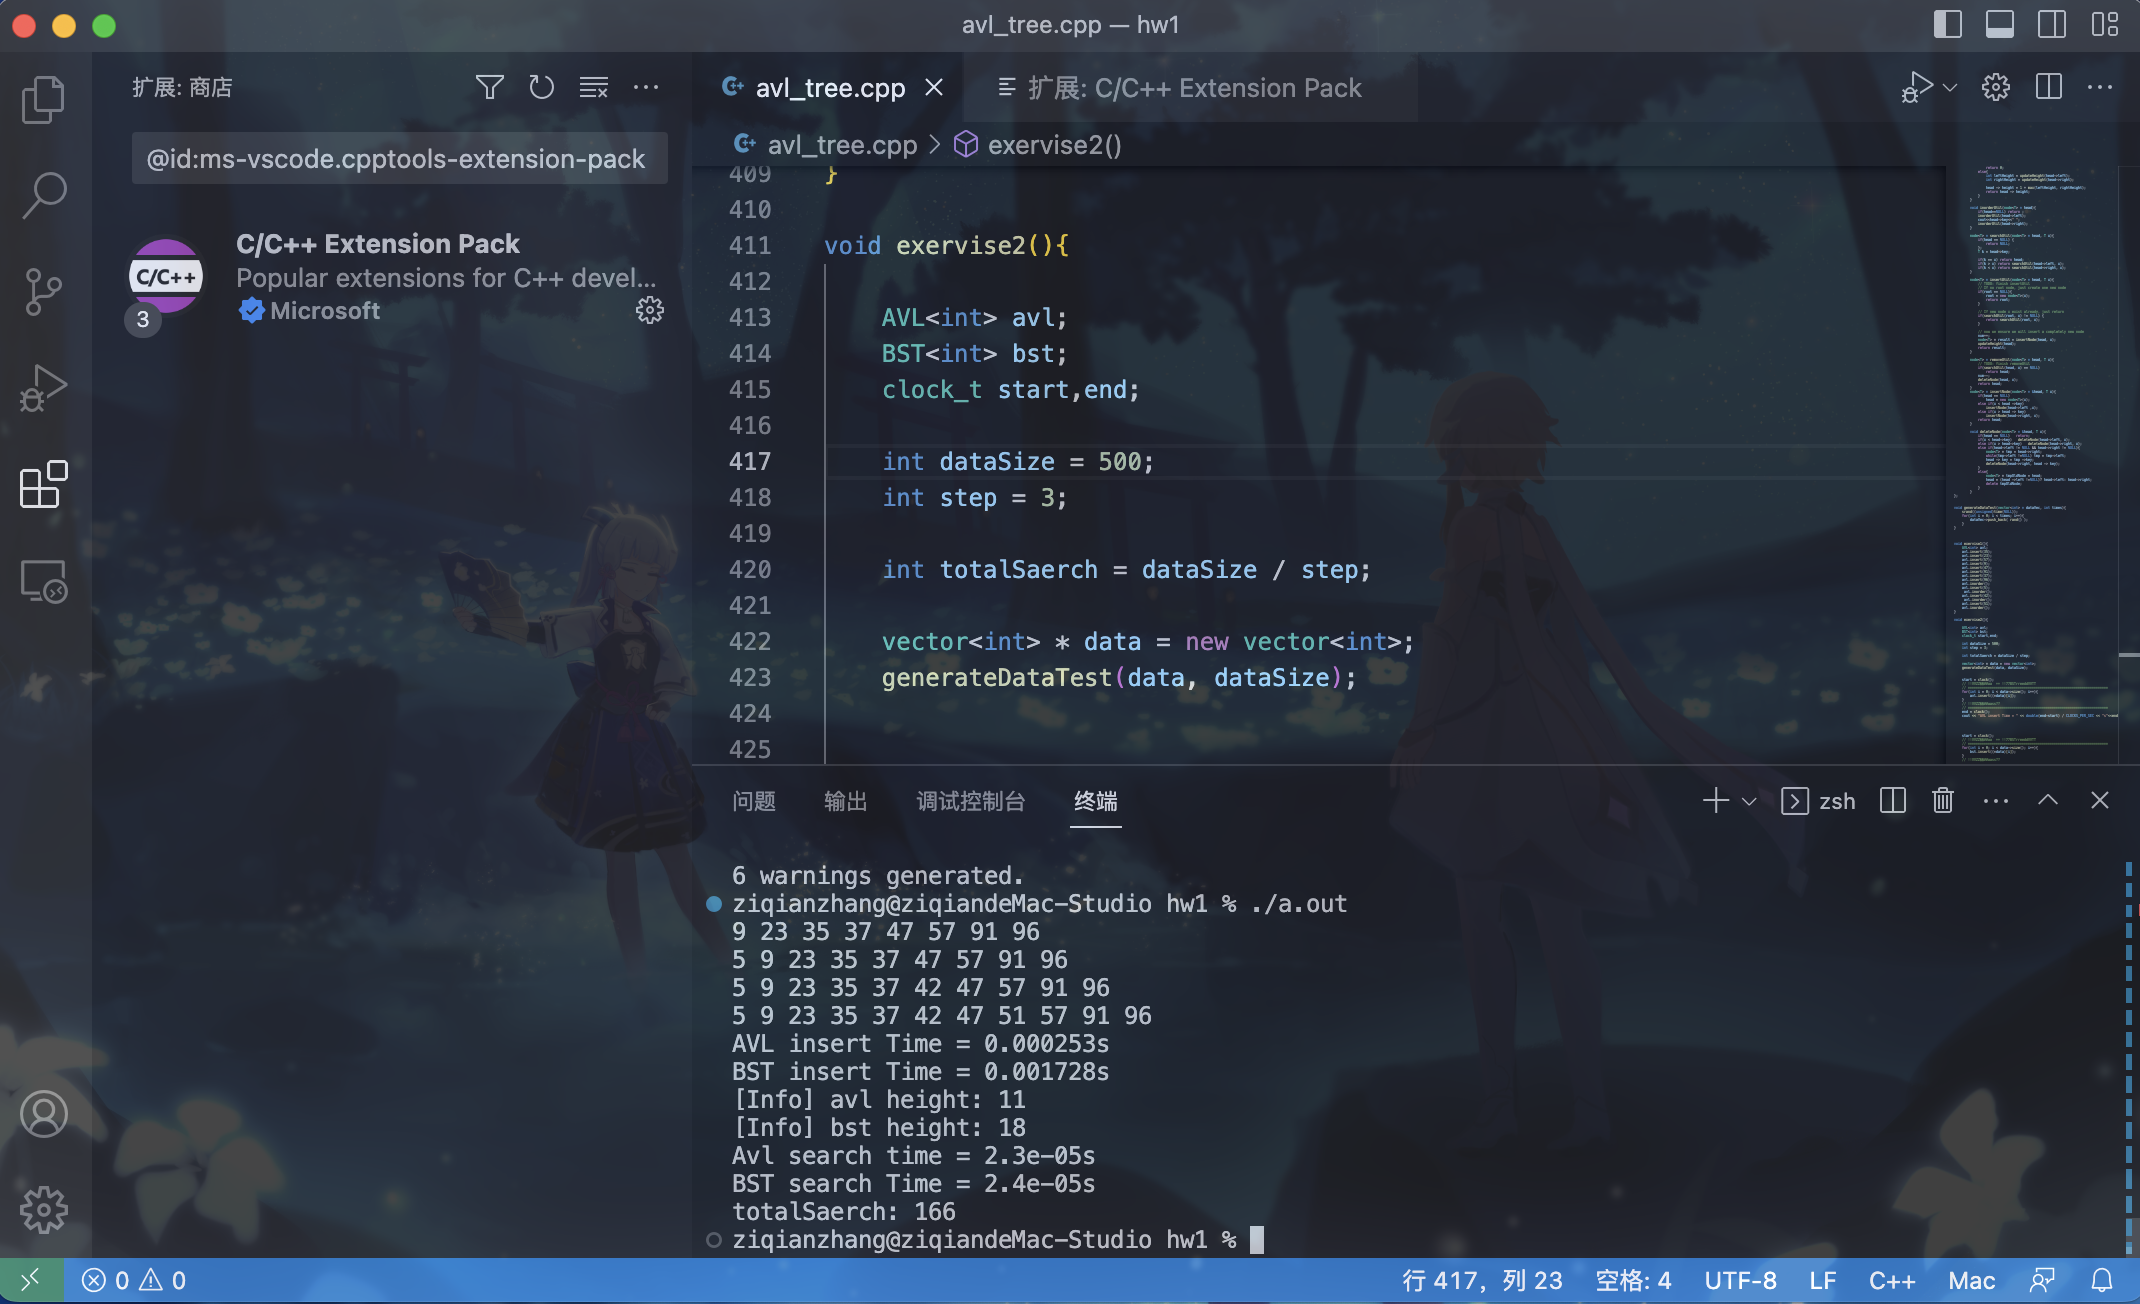 avl_tree.cpp — hw1
扩展: 商店
@id:ms-vscode.cpptools-extension-pack
C/C++
3
C/C++ Extension Pack
Popular extensions for C++ devel...
Microsoft
avl_tree.cpp
扩展: C/C++ Extension Pack
avl_tree.cpp > exervise2()
409 }
410
411 void exervise2(){
412
413 AVL<int> avl;
414 BST<int> bst;
415 clock_t start,end;
416
417 int dataSize = 500;
418 int step = 3;
419
420 int totalSaerch = dataSize / step;
421
422 vector<int> * data = new vector<int>;
423 generateDataTest(data, dataSize);
424
425
问题 输出 调试控制台 终端
zsh
6 warnings generated.
ziqianzhang@ziqiandeMac-Studio hw1 % ./a.out
9 23 35 37 47 57 91 96
5 9 23 35 37 47 57 91 96
5 9 23 35 37 42 47 57 91 96
5 9 23 35 37 42 47 51 57 91 96
AVL insert Time = 0.000253s
BST insert Time = 0.001728s
[Info] avl height: 11
[Info] bst height: 18
Avl search time = 2.3e-05s
BST search Time = 2.4e-05s
totalSaerch: 166
ziqianzhang@ziqiandeMac-Studio hw1 %
0 0
行 417，列 23 空格: 4 UTF-8 LF C++ Mac